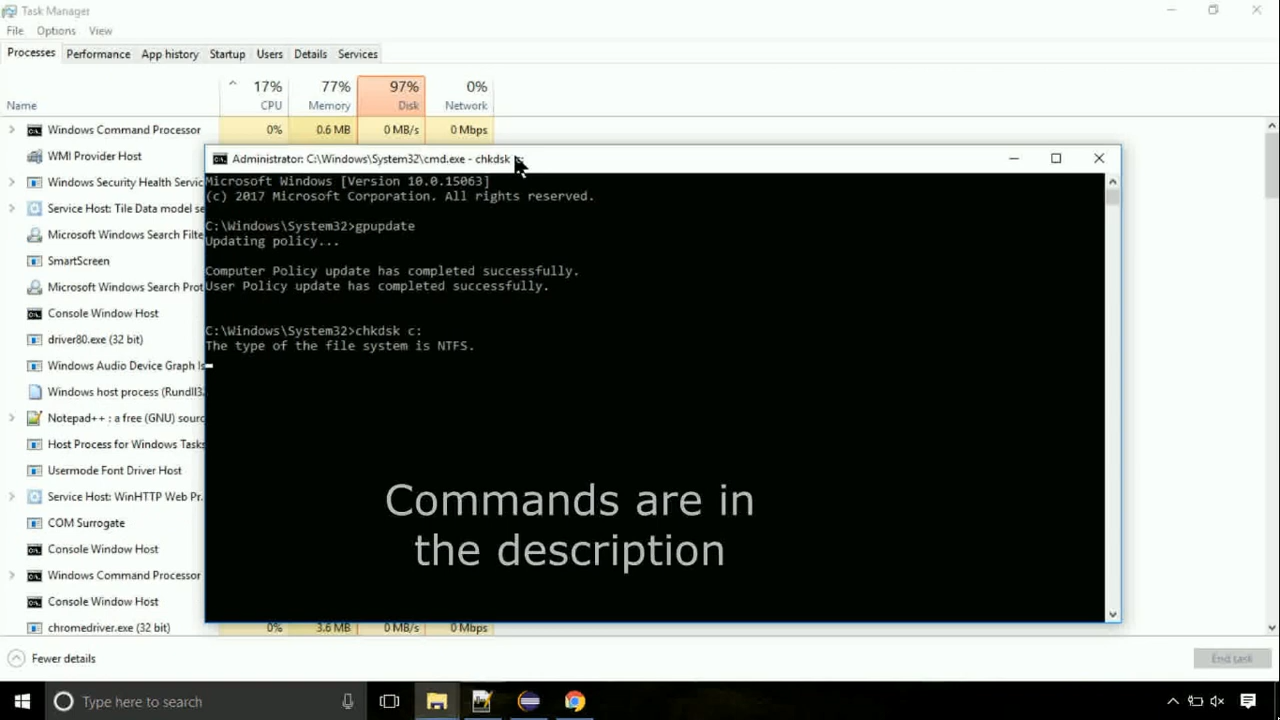 Task Manager
File Options View
Processes Performance App history Startup Users Details Services
17% 77% 97% 0%
Name CPU Memory Disk Network
Windows Command Processor 0% 0.6 MB 0 MB/s 0 Mbps
WMI Provider Host
Windows Security Health Servic
Service Host: Tile Data model se
Microsoft Windows Search Filte
SmartScreen
Microsoft Windows Search Prot
Console Window Host
driver80.exe (32 bit)
Windows Audio Device Graph Is
Windows host process (Rundll3
Notepad++ : a free (GNU) sourc
Host Process for Windows Tasks
Usermode Font Driver Host
Service Host: WinHTTP Web Pr
COM Surrogate
Console Window Host
Windows Command Processor
Console Window Host
chromedriver.exe (32 bit) 0% 3.6 MB 0 MB/s 0 Mbps
Administrator: C:\Windows\System32\cmd.exe - chkdsk
Microsoft Windows [Version 10.0.15063]
(c) 2017 Microsoft Corporation. All rights reserved.
C:\Windows\System32>gpupdate
Updating policy...
Computer Policy update has completed successfully.
User Policy update has completed successfully.
C:\Windows\System32>chkdsk c:
The type of the file system is NTFS.
Commands are in
the description
Fewer details
End task
Type here to search